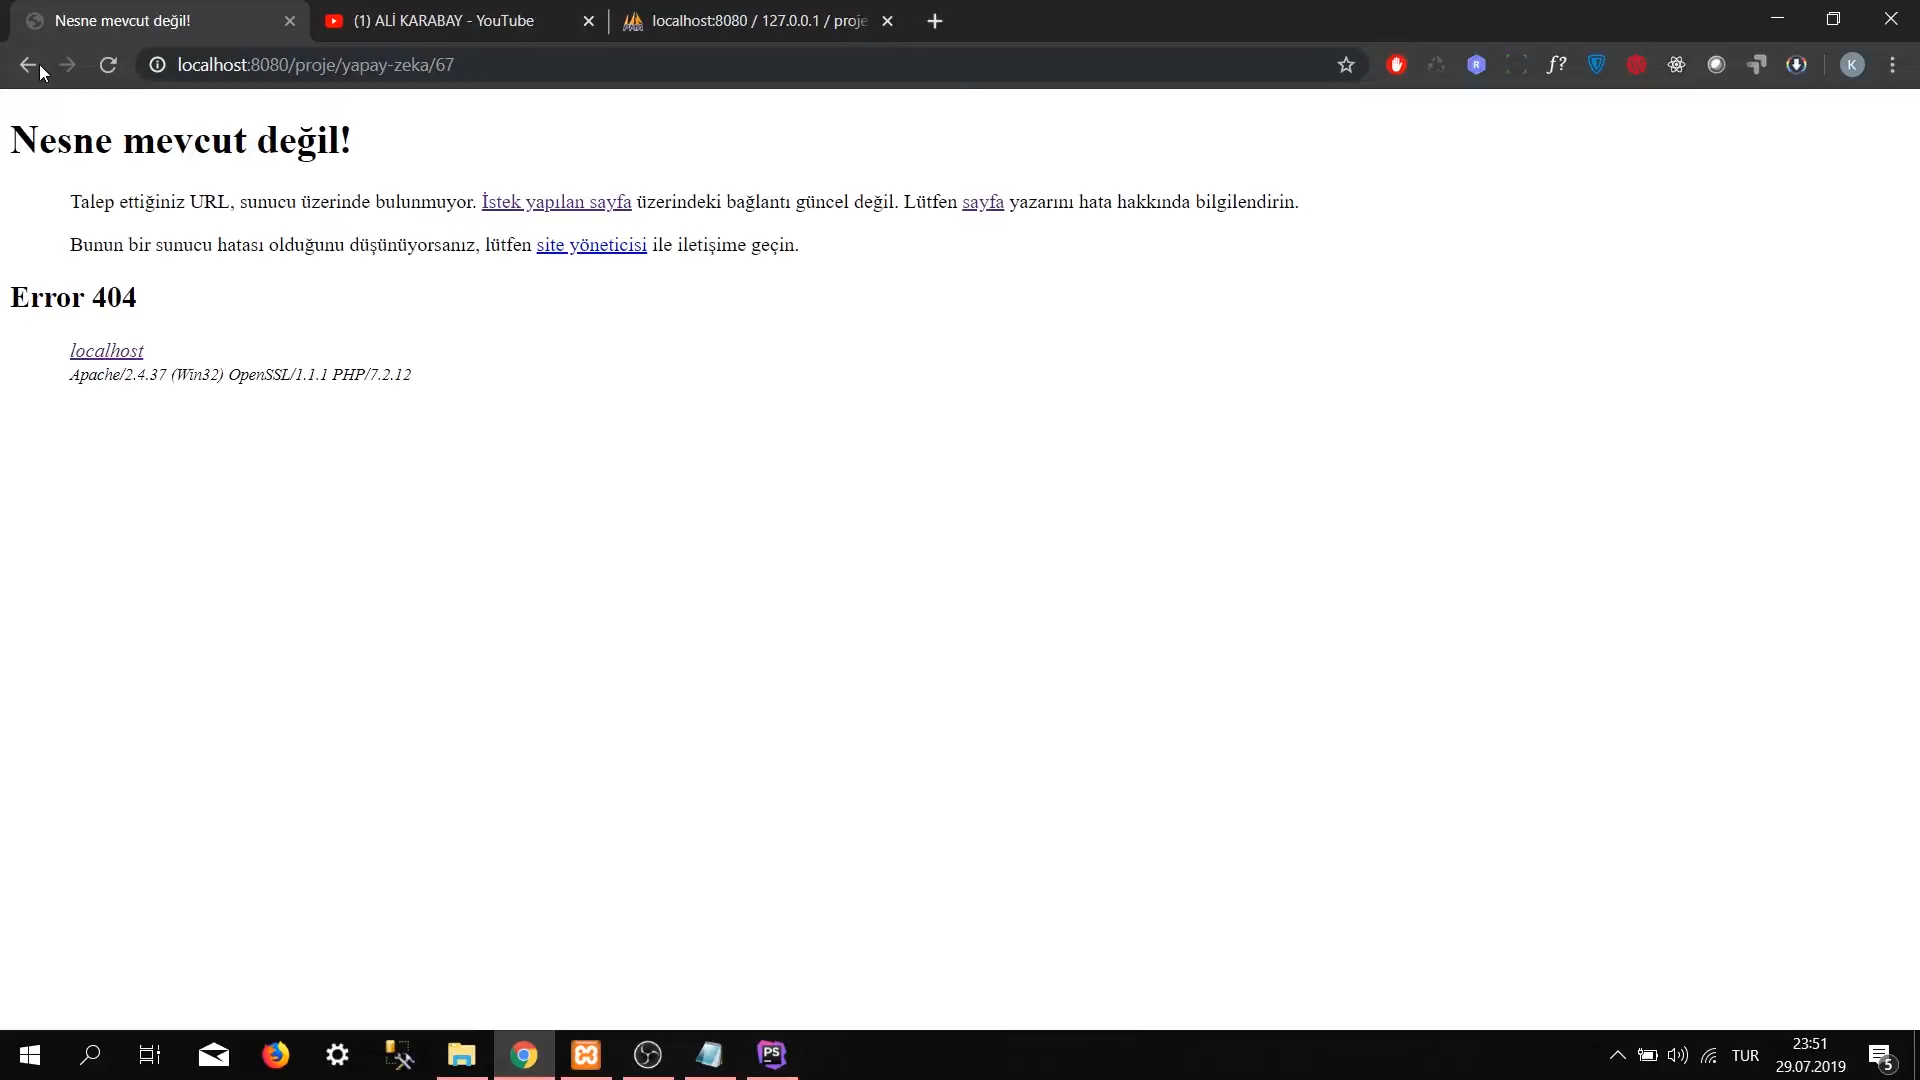 Nesne mevcut değil!
(1) ALİ KARABAY - YouTube
localhost:8080 / 127.0.0.1 / proje
localhost:8080/proje/yapay-zeka/67
R
f?
K
Nesne mevcut değil!
Talep ettiğiniz URL, sunucu üzerinde bulunmuyor. İstek yapılan sayfa üzerindeki bağlantı güncel değil. Lütfen sayfa yazarını hata hakkında bilgilendirin.
Bunun bir sunucu hatası olduğunu düşünüyorsanız, lütfen site yöneticisi ile iletişime geçin.
Error 404
localhost
Apache/2.4.37 (Win32) OpenSSL/1.1.1 PHP/7.2.12
PS
TUR
23:51
29.07.2019
5